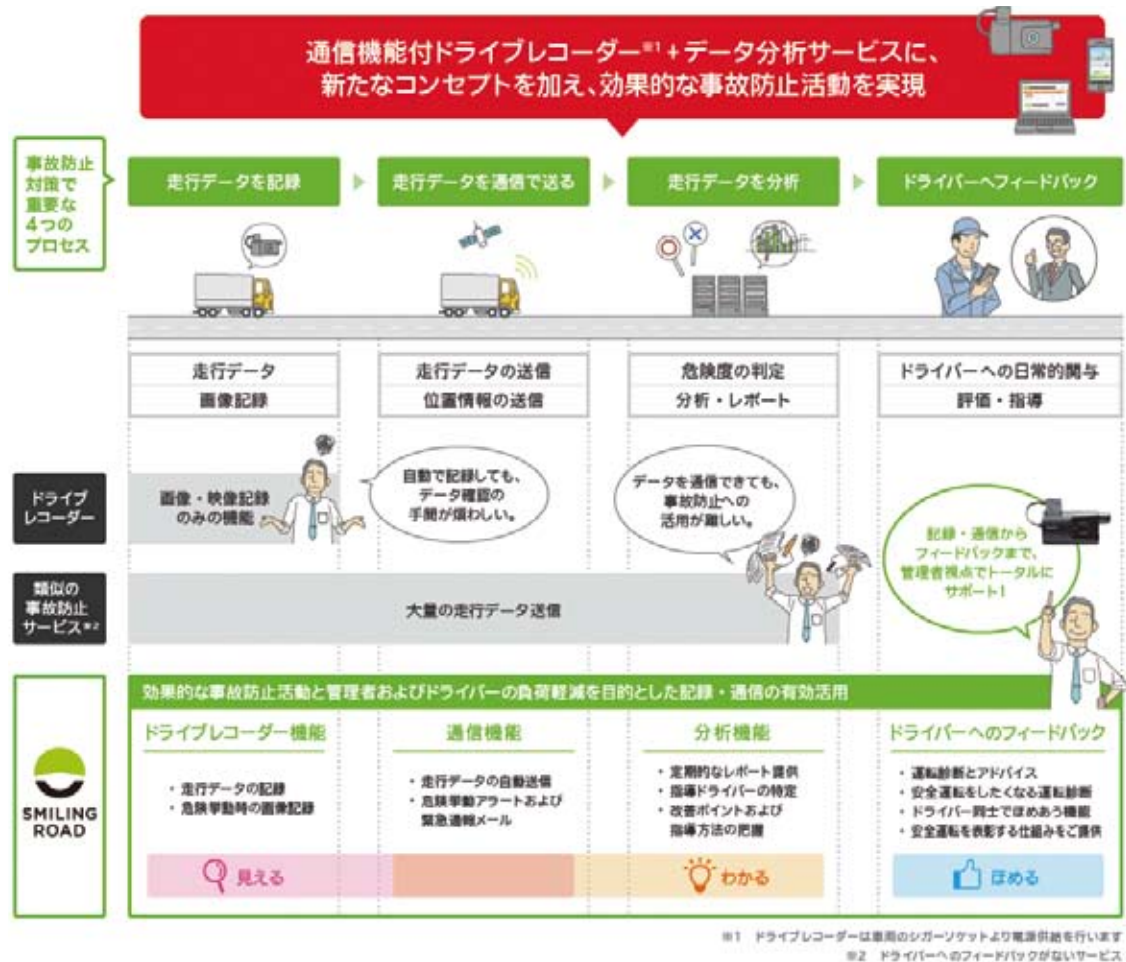 通信機能付ドライブレコーダー※1+データ分析サービスに、
新たなコンセプトを加え、効果的な事故防止活動を実現
事故防止
対策で
重要な
4つの
プロセス
走行データを記録
走行データを通信で送る
走行データを分析
ドライバーへフィードバック
走行データ
画像記録
走行データの送信
位置情報の送信
危険度の判定
分析・レポート
ドライバーへの日常的関与
評価・指導
ドライブ
レコーダー
画像・映像記録
のみの機能
自動で記録しても、
データ確認の
手間が煩わしい。
データを通信できても、
事故防止への
活用が難しい。
記録・通信から
フィードバックまで、
管理者視点でトータルに
サポート!
類似の
事故防止
サービス※2
大量の走行データ送信
SMILING
ROAD
効果的な事故防止活動と管理者およびドライバーの負荷軽減を目的とした記録・通信の有効活用
ドライブレコーダー機能
・走行データの記録
・危険挙動時の画像記録
通信機能
・走行データの自動送信
・危険挙動アラートおよび
緊急通報メール
分析機能
・定期的なレポート提供
・指導ドライバーの特定
・改善ポイントおよび
指導方法の把握
ドライバーへのフィードバック
・運転診断とアドバイス
・安全運転をしたくなる運転診断
・ドライバー同士でほめあう機能
・安全運転を表彰する仕組みをご提供
見える
わかる
ほめる
※1 ドライブレコーダーは車両のシガーソケットより電源供給を行います
※2 ドライバーへのフィードバックがないサービス